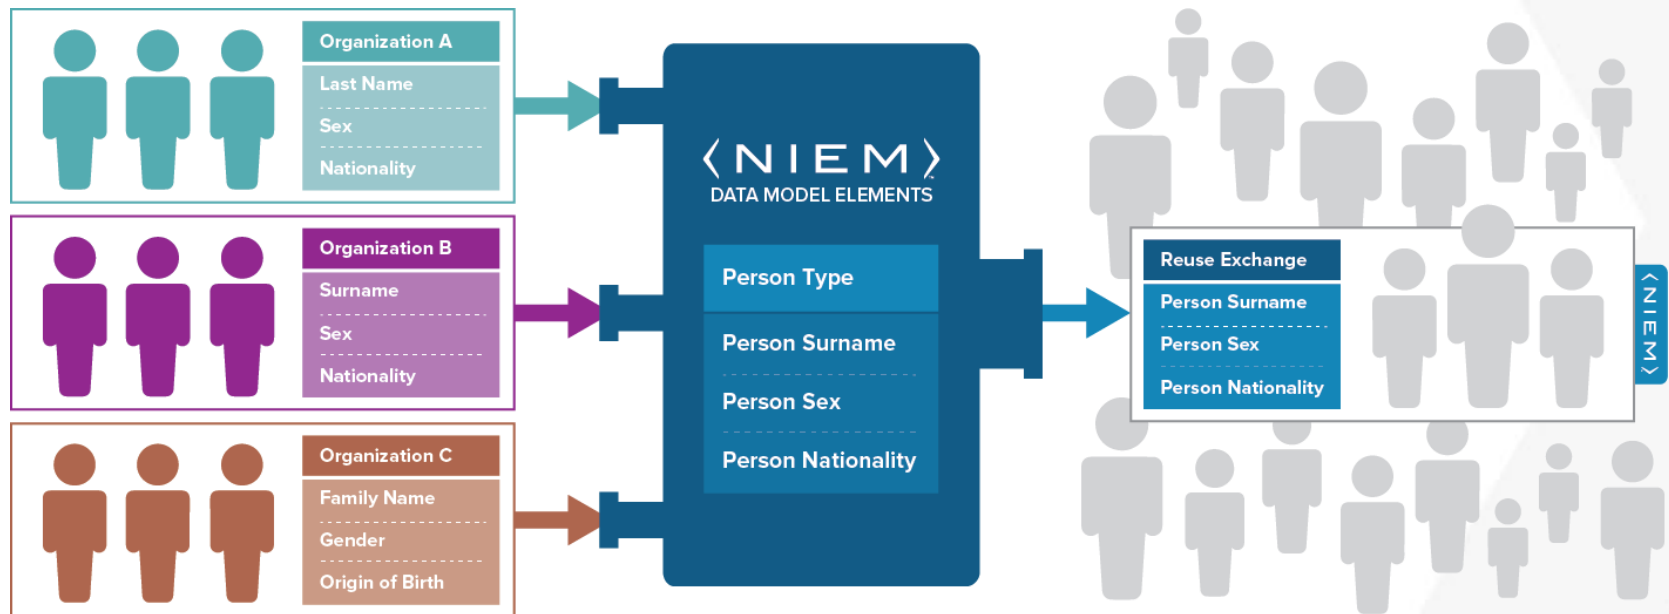 Organization A
Last Name
Sex
Nationality
Organization B
Surname
Sex
Nationality
Organization C
Family Name
Gender
Origin of Birth
〈NIEM〉™
DATA MODEL ELEMENTS
Person Type
Person Surname
Person Sex
Person Nationality
Reuse Exchange
Person Surname
Person Sex
Person Nationality
〈NIEM〉